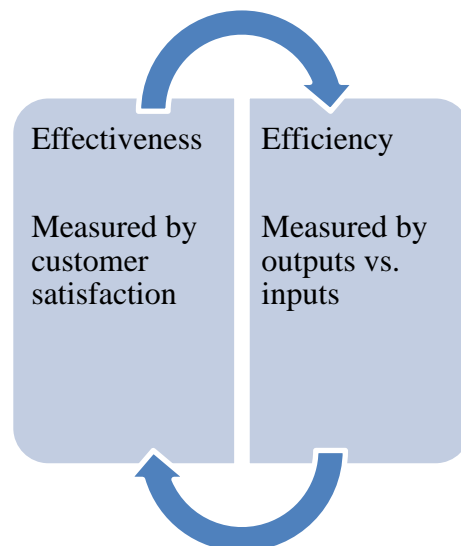 Effectiveness
Measured by
customer
satisfaction
Efficiency
Measured by
outputs vs.
inputs